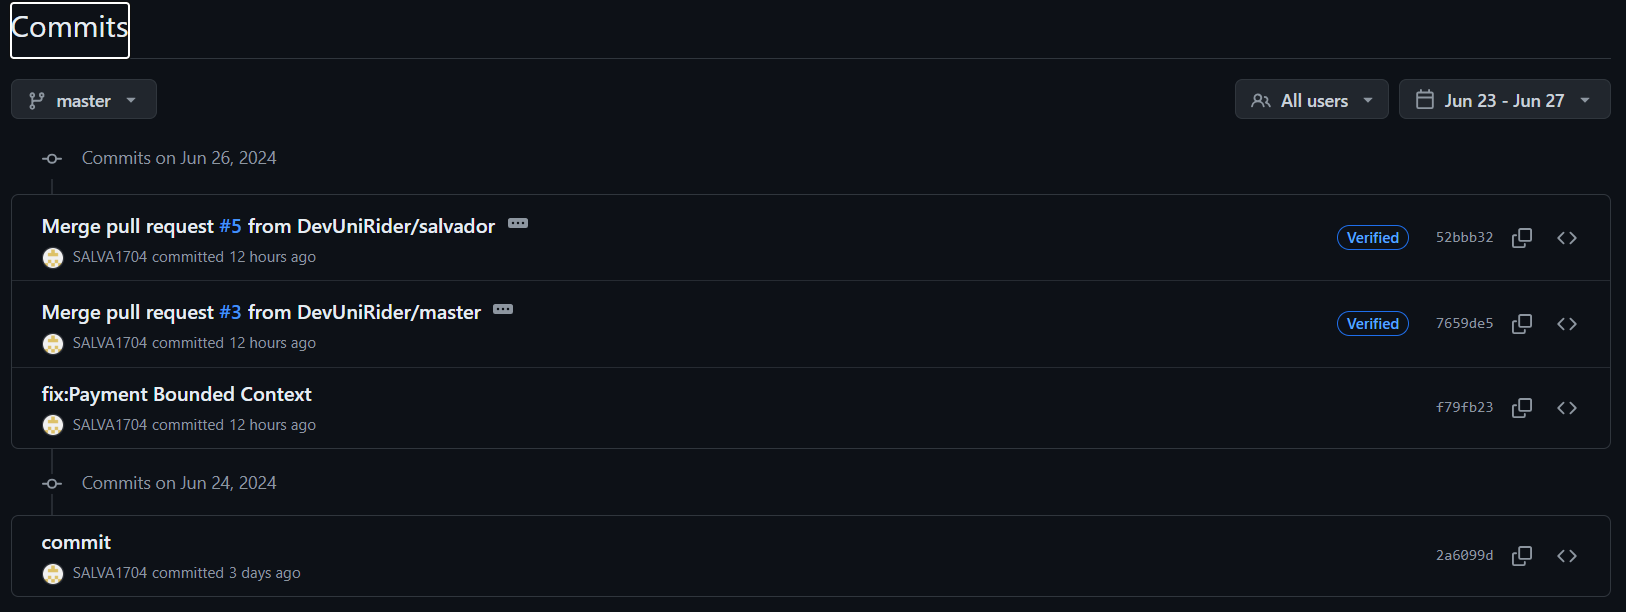 Commits
master
All users
Jun 23 - Jun 27
Commits on Jun 26, 2024
Merge pull request #5 from DevUniRider/salvador
SALVA1704 committed 12 hours ago
Verified
52bbb32
Merge pull request #3 from DevUniRider/master
SALVA1704 committed 12 hours ago
Verified
7659de5
fix:Payment Bounded Context
SALVA1704 committed 12 hours ago
f79fb23
Commits on Jun 24, 2024
commit
SALVA1704 committed 3 days ago
2a6099d